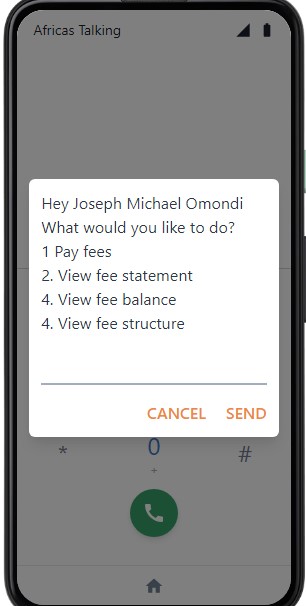 Africas Talking
Hey Joseph Michael Omondi
What would you like to do?
1 Pay fees
2. View fee statement
4. View fee balance
4. View fee structure
CANCEL SEND
* 0 #
+